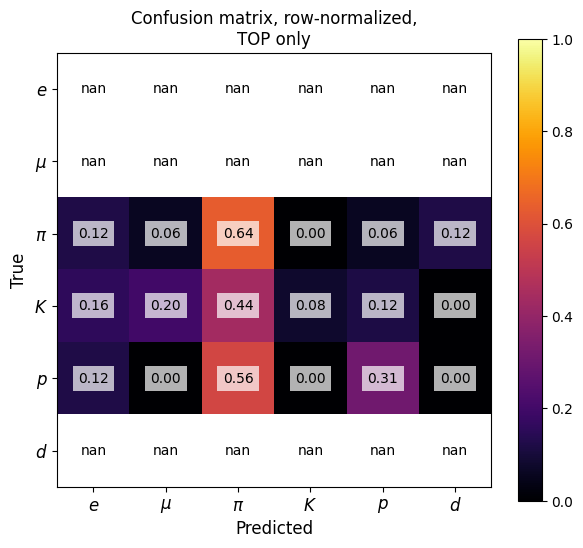 Confusion matrix, row-normalized,
TOP only
1.0
e nan nan nan nan nan nan
μ nan nan nan nan nan nan
0.8
π 0.12 0.06 0.64 0.00 0.06 0.12
0.6
True
K 0.16 0.20 0.44 0.08 0.12 0.00
0.4
p 0.12 0.00 0.56 0.00 0.31 0.00
0.2
d nan nan nan nan nan nan
0.0
e μ π K p d
Predicted